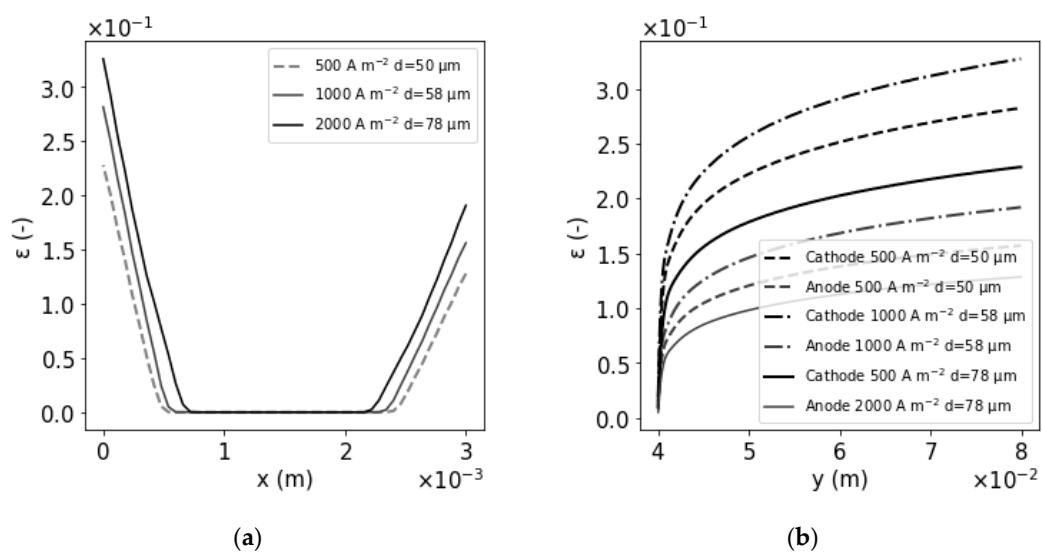 ×10⁻¹
500 A m⁻² d=50 μm
1000 A m⁻² d=58 μm
2000 A m⁻² d=78 μm
3.0
2.5
2.0
1.5
1.0
0.5
0.0
ε (-)
0 1 2 3
x (m) ×10⁻³
(a)
×10⁻¹
3.0
2.5
2.0
1.5
1.0
0.5
0.0
ε (-)
Cathode 500 A m⁻² d=50 μm
Anode 500 A m⁻² d=50 μm
Cathode 1000 A m⁻² d=58 μm
Anode 1000 A m⁻² d=58 μm
Cathode 500 A m⁻² d=78 μm
Anode 2000 A m⁻² d=78 μm
4 5 6 7 8
y (m) ×10⁻²
(b)